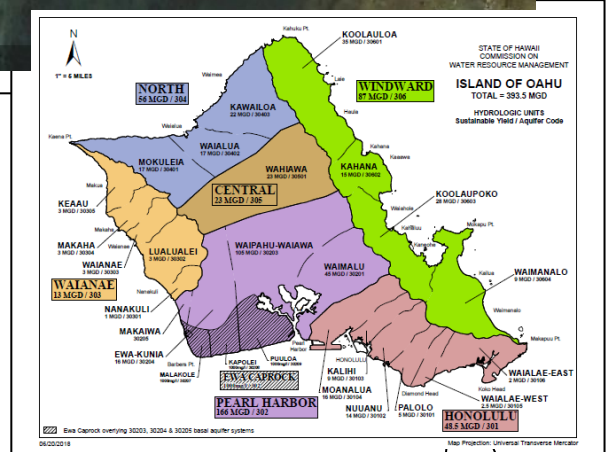 Kahuku Pt.
KOOLAULOA
35 MGD / 30601
STATE OF HAWAII
COMMISSION ON
WATER RESOURCE MANAGEMENT
ISLAND OF OAHU
TOTAL = 393.5 MGD
HYDROLOGIC UNITS
Sustainable Yield / Aquifer Code
N
1" = 6 MILES
NORTH
56 MGD / 304
WINDWARD
87 MGD / 306
Waimea
Laie
KAWAILOA
22 MGD / 30403
Hauula
Waialua
WAIALUA
17 MGD / 30402
Kaena Pt.
MOKULEIA
17 MGD / 30401
WAHIAWA
23 MGD / 30501
KAHANA
15 MGD / 30602
Kahana
Kaaawa
CENTRAL
23 MGD / 305
Makua
KEAAU
3 MGD / 30305
KOOLAUPOKO
28 MGD / 30603
Waiahole
Mokapu Pt.
Makaha
MAKAHA
3 MGD / 30304
Waianae
WAIANAE
3 MGD / 30303
LUALUALEI
3 MGD / 30302
WAIPAHU-WAIAWA
105 MGD / 30203
Kaneohe
Kailua
WAIMANALO
9 MGD / 30604
WAIMALU
45 MGD / 30201
WAIANAE
13 MGD / 303
Nanakuli
NANAKULI
1 MGD / 30301
Waimanalo
MAKAIWA
30205
Makapuu Pt.
EWA-KUNIA
16 MGD / 30204
Barbers Pt.
Pearl
Harbor
HONOLULU
MALAKOLE
KAPOLEI
PUULOA
EWA CAPROCK
KALIHI
9 MGD / 30103
MOANALUA
16 MGD / 30104
WAIALAE-EAST
2 MGD / 30106
Koko Head
Diamond Head
WAIALAE-WEST
2.5 MGD / 30105
NUUANU
14 MGD / 30102
PALOLO
5 MGD / 30101
PEARL HARBOR
166 MGD / 302
HONOLULU
48.5 MGD / 301
Ewa Caprock overlying 30203, 30204 & 30205 basal aquifer systems
06/20/2018
Map Projection: Universal Transverse Mercator